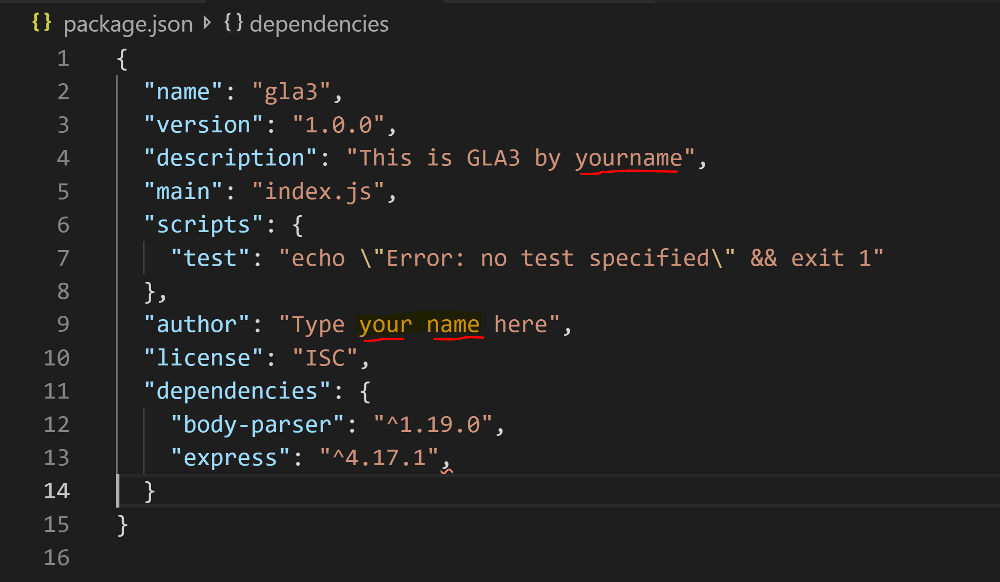 {} package.json > {} dependencies
1 {
2 "name": "gla3",
3 "version": "1.0.0",
4 "description": "This is GLA3 by yourname",
5 "main": "index.js",
6 "scripts": {
7 "test": "echo \"Error: no test specified\" && exit 1"
8 },
9 "author": "Type your name here",
10 "license": "ISC",
11 "dependencies": {
12 "body-parser": "^1.19.0",
13 "express": "^4.17.1",
14 }
15 }
16